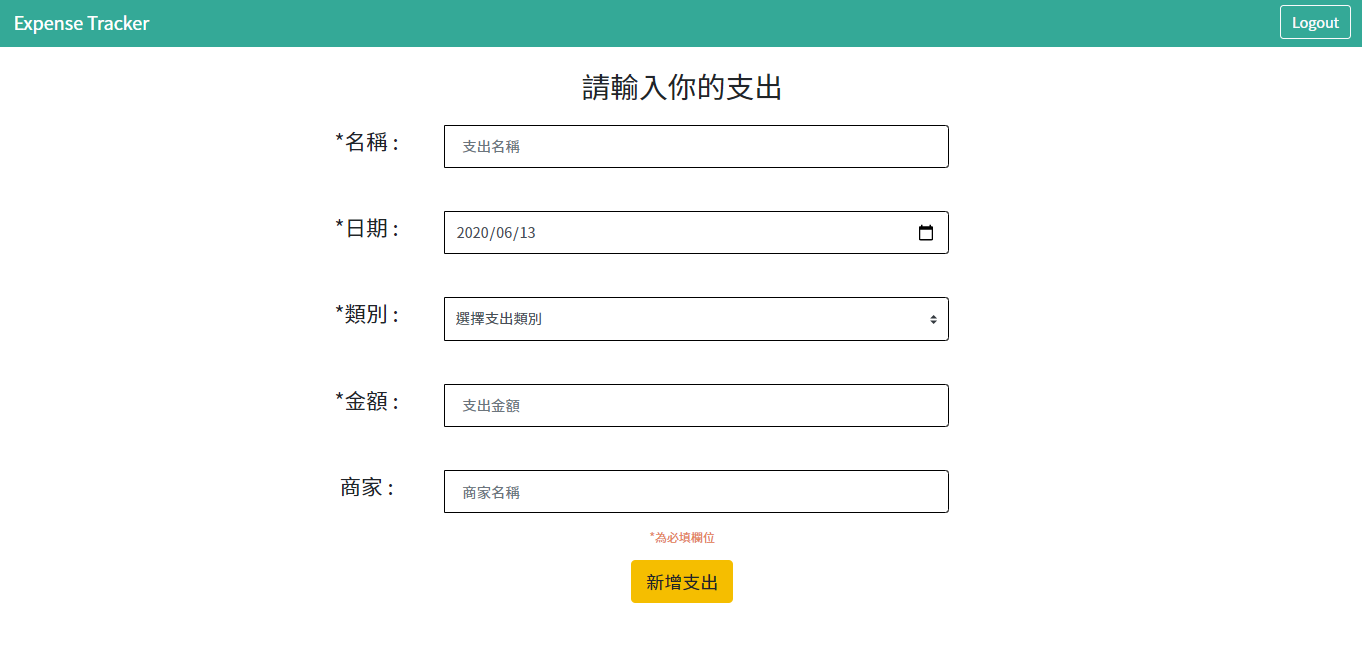 Expense Tracker
Logout
請輸入你的支出
*名稱 :
支出名稱
*日期 :
2020/06/13
*類別 :
選擇支出類別
*金額 :
支出金額
商家 :
商家名稱
*為必填欄位
新增支出